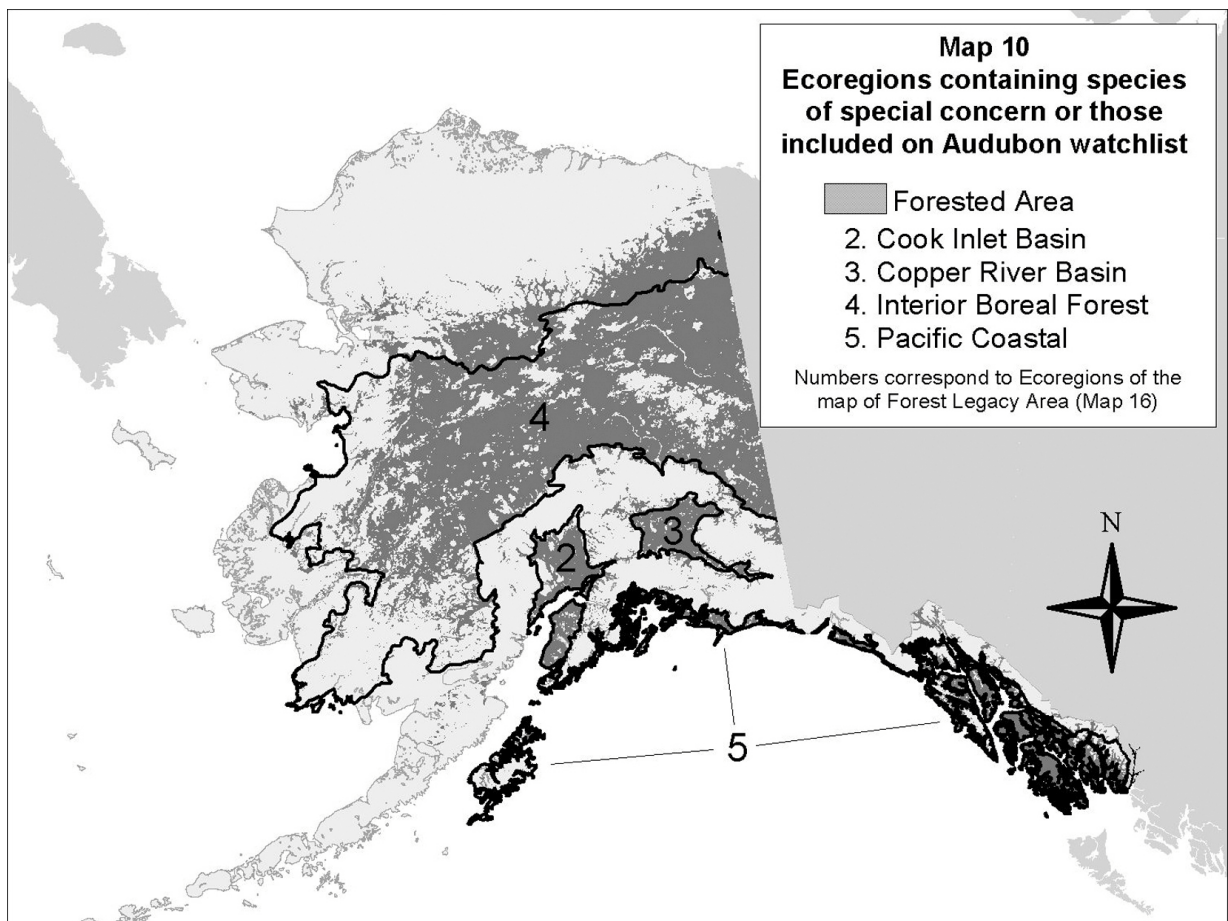 Map 10
Ecoregions containing species
of special concern or those
included on Audubon watchlist
Forested Area
2. Cook Inlet Basin
3. Copper River Basin
4. Interior Boreal Forest
5. Pacific Coastal
Numbers correspond to Ecoregions of the
map of Forest Legacy Area (Map 16)
4
3
2
N
5